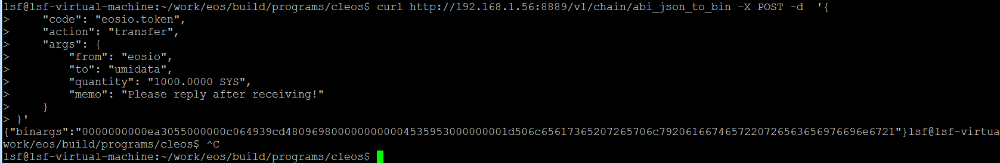 lsf@lsf-virtual-machine:~/work/eos/build/programs/cleos$ curl http://192.168.1.56:8889/v1/chain/abi_json_to_bin -X POST -d  '{
>     "code": "eosio.token",
>     "action": "transfer",
>     "args": {
>         "from": "eosio",
>         "to": "umidata",
>         "quantity": "1000.0000 SYS",
>         "memo": "Please reply after receiving!"
>     }
> }'
{"binargs":"0000000000ea3055000000c064939cd4809698000000000004535953000000001d506c65617365207265706c7920616674657220726563656976696e6721"}lsf@lsf-virtua
work/eos/build/programs/cleos$ ^C
lsf@lsf-virtual-machine:~/work/eos/build/programs/cleos$